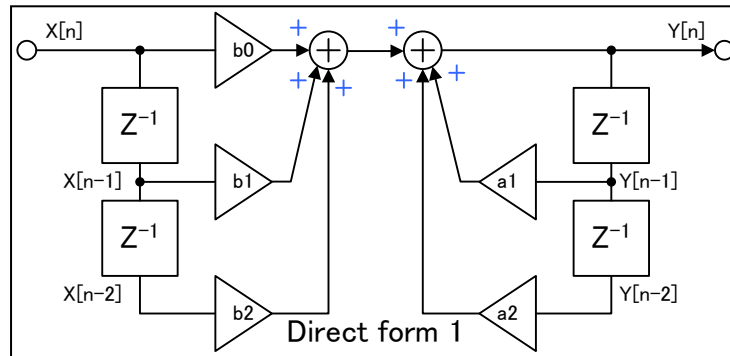 X[n]
Y[n]
b0
+
+
+
+
+
+
+
+
Z⁻¹
Z⁻¹
X[n-1]
b1
a1
Y[n-1]
Z⁻¹
Z⁻¹
X[n-2]
b2
a2
Y[n-2]
Direct form 1